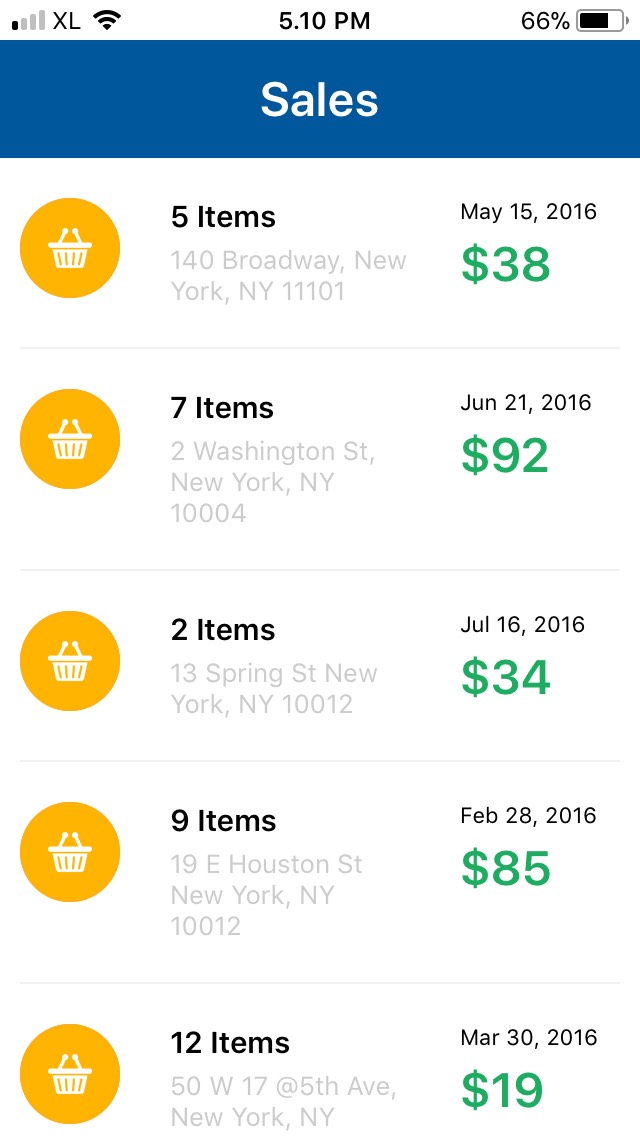 XL 5.10 PM 66%
Sales
5 Items
May 15, 2016
140 Broadway, New
York, NY 11101
$38
7 Items
Jun 21, 2016
2 Washington St,
New York, NY
10004
$92
2 Items
Jul 16, 2016
13 Spring St New
York, NY 10012
$34
9 Items
Feb 28, 2016
19 E Houston St
New York, NY
10012
$85
12 Items
Mar 30, 2016
50 W 17 @5th Ave,
New York, NY
$19